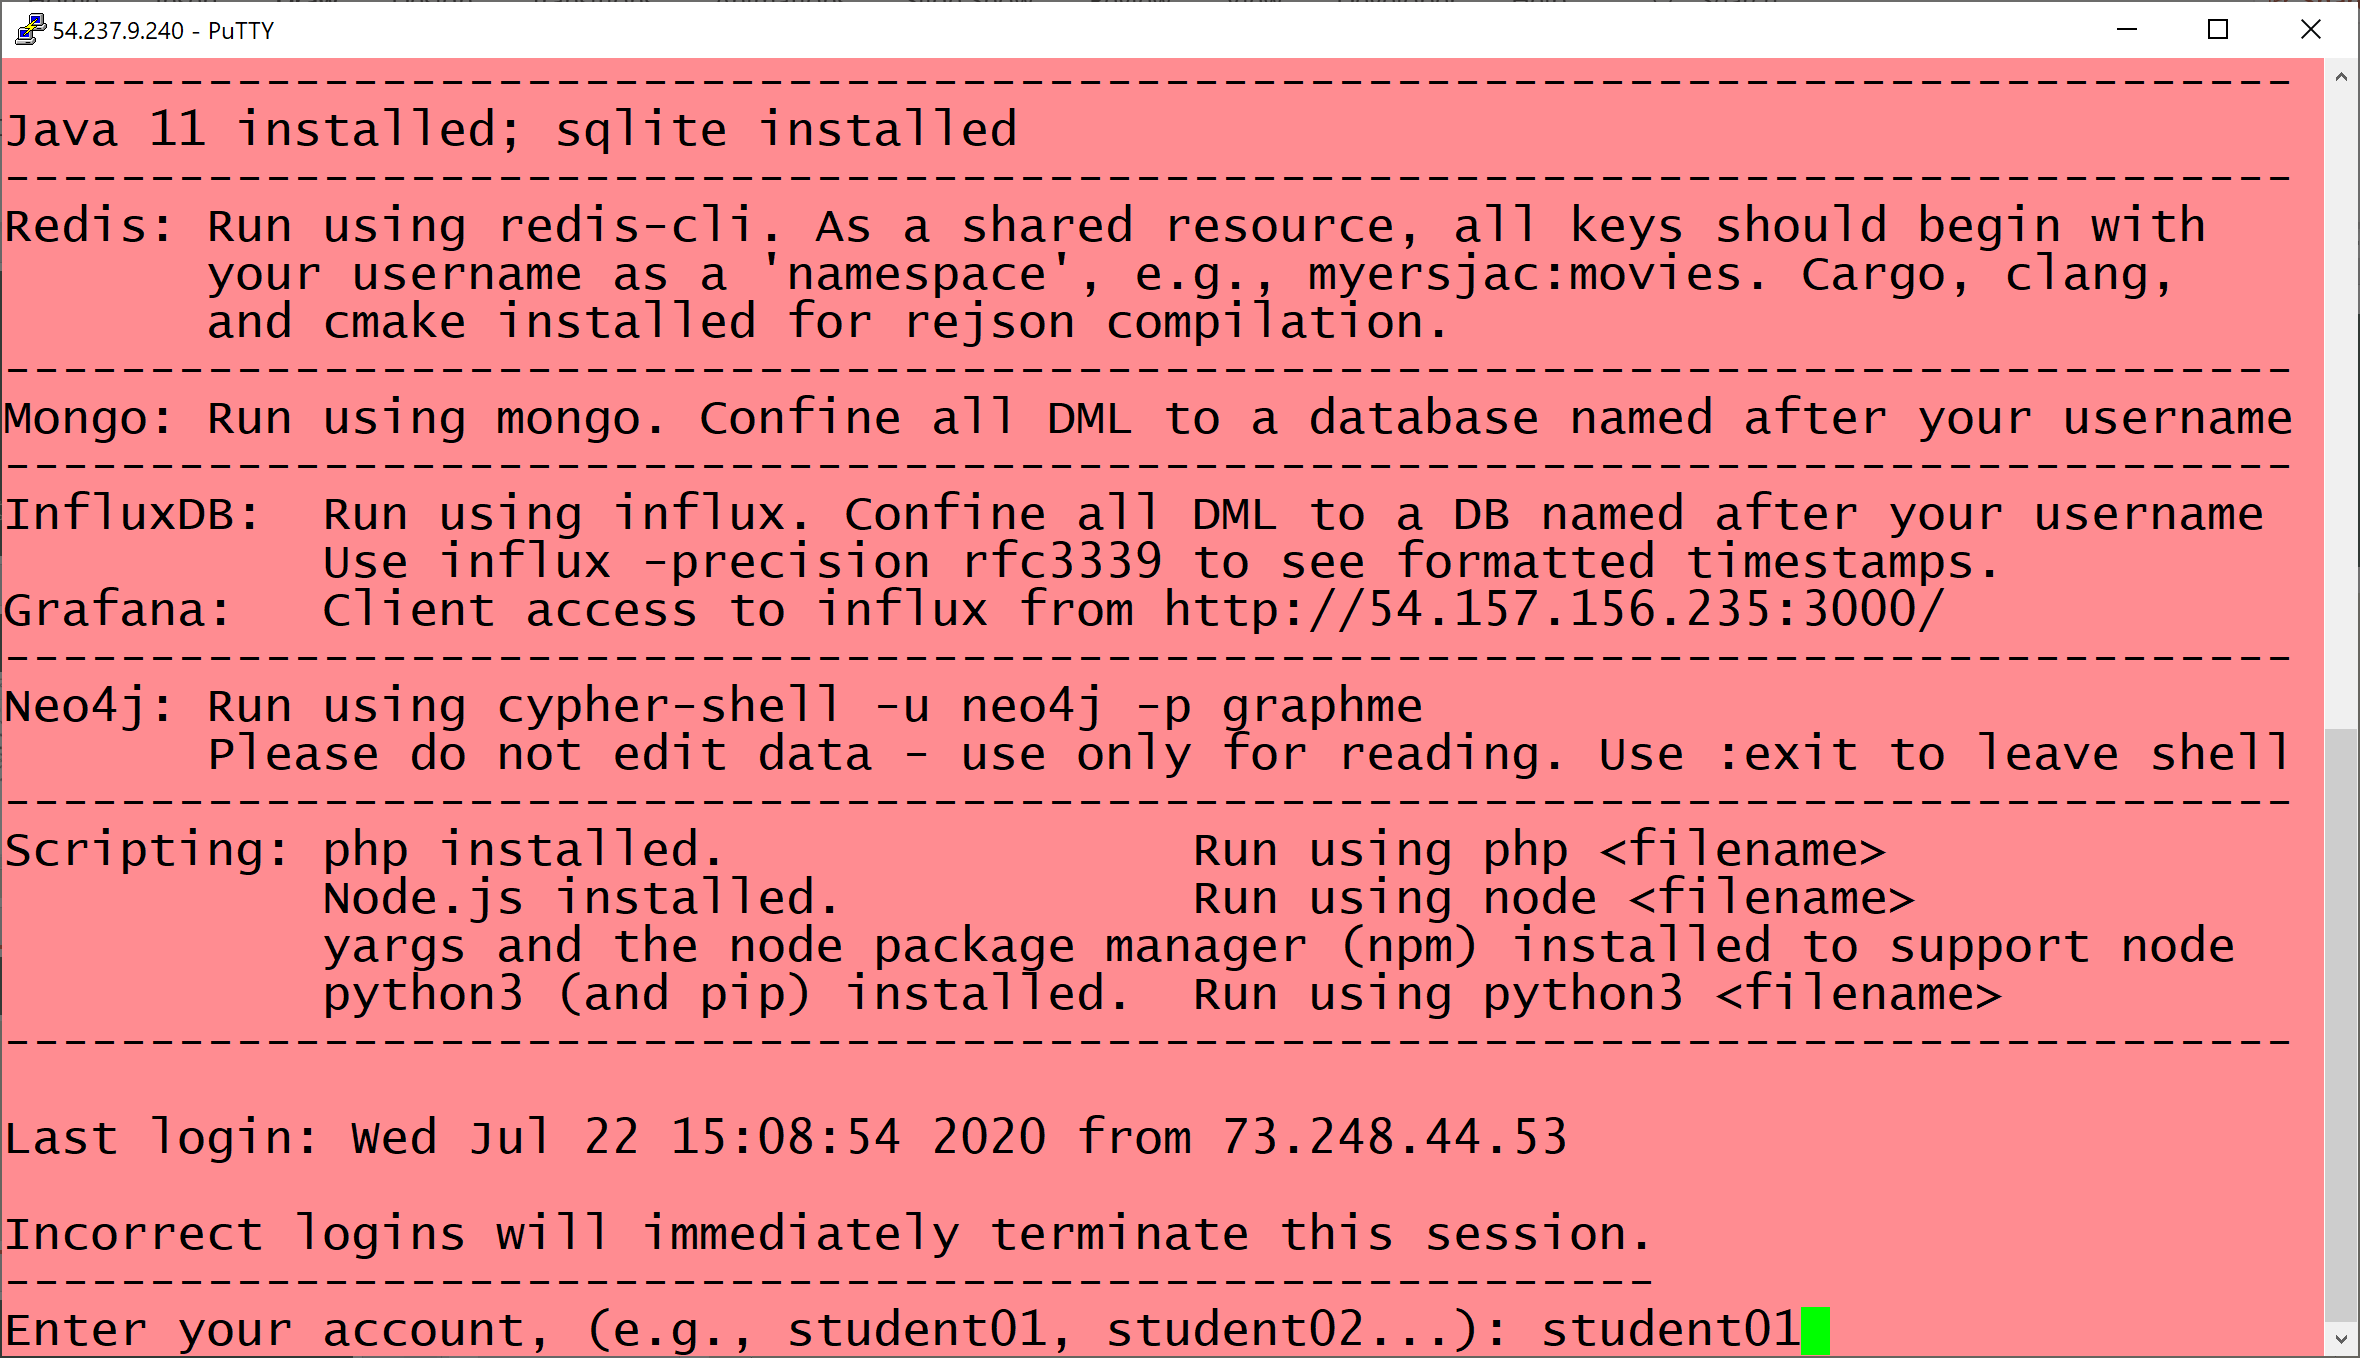 54.237.9.240 - PuTTY
--------------------------------------------------------------------------------
Java 11 installed; sqlite installed
--------------------------------------------------------------------------------
Redis: Run using redis-cli. As a shared resource, all keys should begin with
       your username as a 'namespace', e.g., myersjac:movies. Cargo, clang,
       and cmake installed for rejson compilation.
--------------------------------------------------------------------------------
Mongo: Run using mongo. Confine all DML to a database named after your username
--------------------------------------------------------------------------------
InfluxDB:  Run using influx. Confine all DML to a DB named after your username
           Use influx -precision rfc3339 to see formatted timestamps.
Grafana:   Client access to influx from http://54.157.156.235:3000/
--------------------------------------------------------------------------------
Neo4j: Run using cypher-shell -u neo4j -p graphme
       Please do not edit data - use only for reading. Use :exit to leave shell
--------------------------------------------------------------------------------
Scripting: php installed.                Run using php <filename>
           Node.js installed.            Run using node <filename>
           yargs and the node package manager (npm) installed to support node
           python3 (and pip) installed.  Run using python3 <filename>
--------------------------------------------------------------------------------
Last login: Wed Jul 22 15:08:54 2020 from 73.248.44.53
Incorrect logins will immediately terminate this session.
---------------------------------------------------------
Enter your account, (e.g., student01, student02...): student01